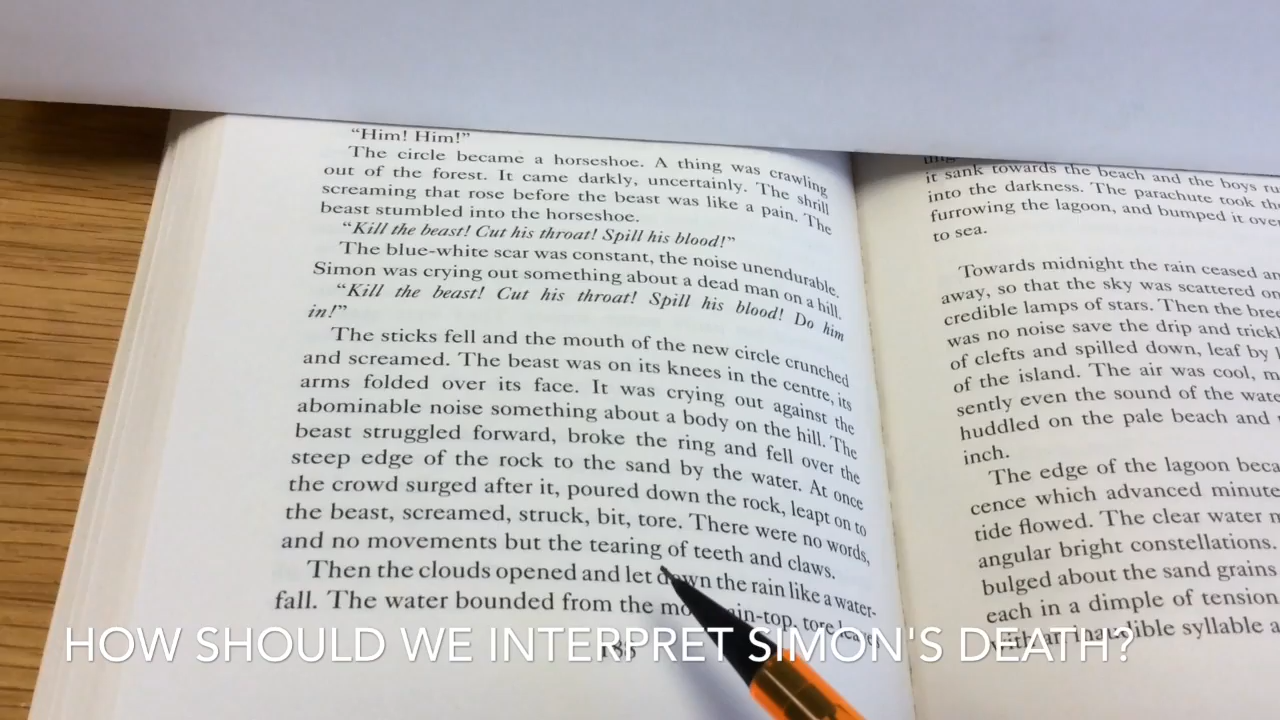 "Him! Him!"
The circle became a horseshoe. A thing was crawling
out of the forest. It came darkly, uncertainly. The shrill
screaming that rose before the beast was like a pain. The
beast stumbled into the horseshoe.
"Kill the beast! Cut his throat! Spill his blood!"
The blue-white scar was constant, the noise unendurable.
Simon was crying out something about a dead man on a hill.
"Kill the beast! Cut his throat! Spill his blood! Do him
in!"
The sticks fell and the mouth of the new circle crunched
and screamed. The beast was on its knees in the centre, its
arms folded over its face. It was crying out against the
abominable noise something about a body on the hill. The
beast struggled forward, broke the ring and fell over the
steep edge of the rock to the sand by the water. At once
the crowd surged after it, poured down the rock, leapt on to
the beast, screamed, struck, bit, tore. There were no words,
and no movements but the tearing of teeth and claws.
Then the clouds opened and let down the rain like a water-
fall. The water bounded from the mountain-top, tore
it sank towards the beach and the boys
into the darkness. The parachute took
furrowing the lagoon, and bumped it over
to sea.
Towards midnight the rain ceased
away, so that the sky was scattered
credible lamps of stars. Then the
was no noise save the drip and
of clefts and spilled down, leaf by
of the island. The air was cool,
sently even the sound of the
huddled on the pale beach and
inch.
The edge of the lagoon
cence which advanced
tide flowed. The clear water
angular bright constellations.
bulged about the sand grains
each in a dimple of tension
inaudible syllable
HOW SHOULD WE INTERPRET SIMON'S DEATH?